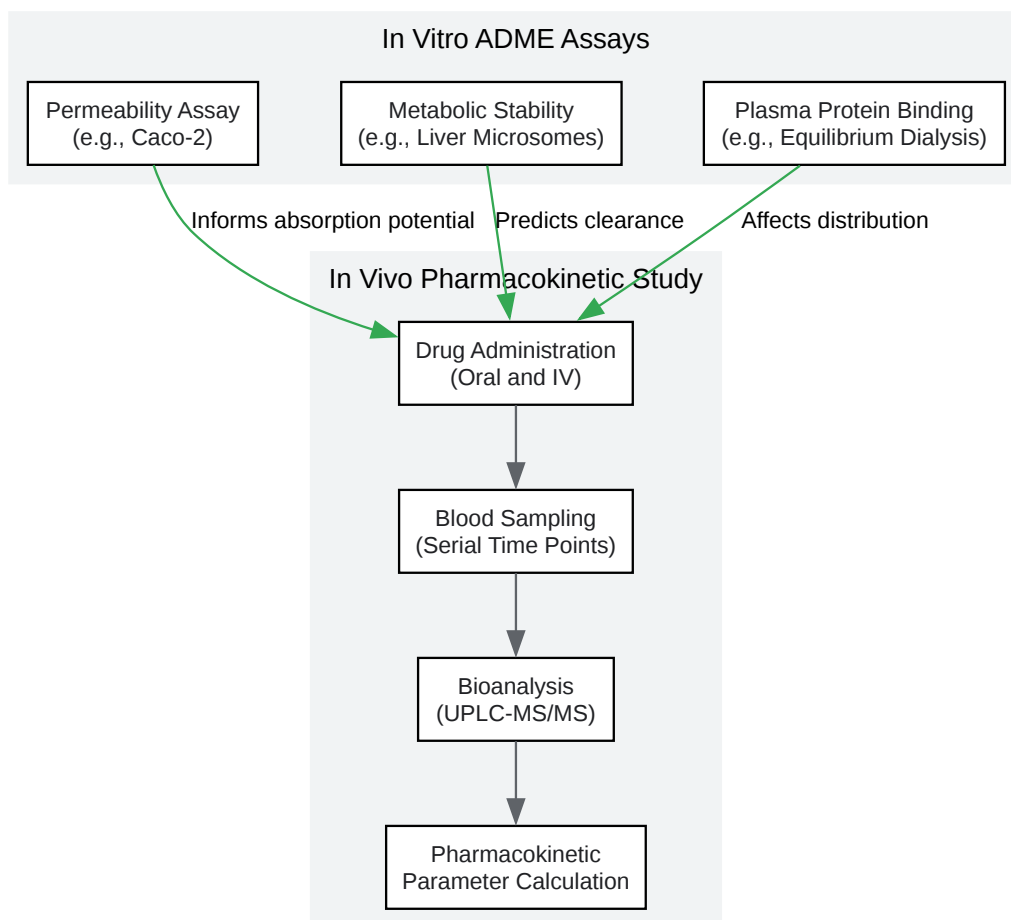 In Vitro ADME Assays
Permeability Assay
(e.g., Caco-2)
Metabolic Stability
(e.g., Liver Microsomes)
Plasma Protein Binding
(e.g., Equilibrium Dialysis)
Informs absorption potential
Predicts clearance
Affects distribution
In Vivo Pharmacokinetic Study
Drug Administration
(Oral and IV)
Blood Sampling
(Serial Time Points)
Bioanalysis
(UPLC-MS/MS)
Pharmacokinetic
Parameter Calculation